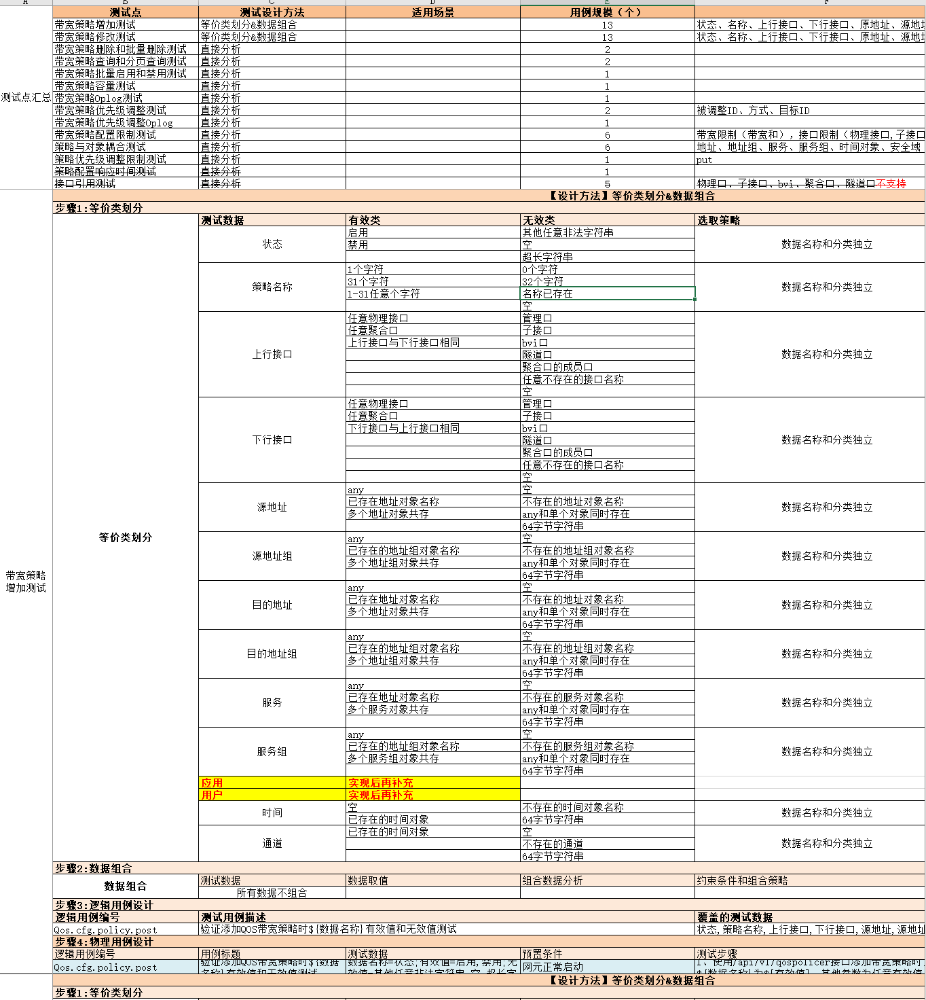 A B C D E F
测试点 测试设计方法 适用场景 用例规模（个）
测试点汇总
带宽策略增加测试 等价类划分&数据组合 13 状态、名称、上行接口、下行接口、原地址、源地址
带宽策略修改测试 等价类划分&数据组合 13 状态、名称、上行接口、下行接口、原地址、源地址
带宽策略删除和批量删除测试 直接分析 2
带宽策略查询和分页查询测试 直接分析 2
带宽策略批量启用和禁用测试 直接分析 1
带宽策略容量测试 直接分析 1
带宽策略Oplog测试 直接分析 1
带宽策略优先级调整测试 直接分析 2 被调整ID、方式、目标ID
带宽策略优先级调整Oplog 直接分析 1
带宽策略配置限制测试 直接分析 6 带宽限制（带宽和），接口限制（物理接口,子接口
策略与对象耦合测试 直接分析 6 地址、地址组、服务、服务组、时间对象、安全域
策略优先级调整限制测试 直接分析 1 put
策略配置响应时间测试 直接分析 1
接口引用测试 直接分析 5 物理口、子接口、bvi、聚合口、隧道口不支持
【设计方法】等价类划分&数据组合
步骤1:等价类划分
带宽策略
增加测试
等价类划分
测试数据 有效类 无效类 选取策略
状态 数据名称和分类独立
启用 其他任意非法字符串
禁用 空
超长字符串
策略名称 数据名称和分类独立
1个字符 0个字符
31个字符 32个字符
1-31任意个字符 名称已存在
空
上行接口 数据名称和分类独立
任意物理接口 管理口
任意聚合口 子接口
上行接口与下行接口相同 bvi口
隧道口
聚合口的成员口
任意不存在的接口名称
空
下行接口 数据名称和分类独立
任意物理接口 管理口
任意聚合口 子接口
下行接口与上行接口相同 bvi口
隧道口
聚合口的成员口
任意不存在的接口名称
空
源地址 数据名称和分类独立
any 空
已存在地址对象名称 不存在的地址对象名称
多个地址对象共存 any和单个对象同时存在
64字节字符串
源地址组 数据名称和分类独立
any 空
已存在的地址组对象名称 不存在的地址组对象名称
多个地址组对象共存 any和单个对象同时存在
64字节字符串
目的地址 数据名称和分类独立
any 空
已存在地址对象名称 不存在的地址对象名称
多个地址对象共存 any和单个对象同时存在
64字节字符串
目的地址组 数据名称和分类独立
any 空
已存在的地址组对象名称 不存在的地址组对象名称
多个地址组对象共存 any和单个对象同时存在
64字节字符串
服务 数据名称和分类独立
any 空
已存在地址对象名称 不存在的服务对象名称
多个服务对象共存 any和单个对象同时存在
64字节字符串
服务组 数据名称和分类独立
any 空
已存在的地址组对象名称 不存在的服务组对象名称
多个服务组对象共存 any和单个对象同时存在
64字节字符串
应用 实现后再补充
用户 实现后再补充
时间 数据名称和分类独立
空 不存在的时间对象名称
已存在的时间对象 64字节字符串
通道 数据名称和分类独立
已存在的时间对象 空
不存在的通道
64字节字符串
步骤2:数据组合
数据组合
测试数据 数据取值 组合数据分析 约束条件和组合策略
所有数据不组合
步骤3:逻辑用例设计
逻辑用例编号 测试用例描述 覆盖的测试数据
Qos.cfg.policy.post 验证添加QOS带宽策略时${数据名称}有效值和无效值测试 状态,策略名称,上行接口,下行接口,源地址,源地址
步骤4:物理用例设计
逻辑用例编号 用例标题 测试数据 预置条件 测试步骤
Qos.cfg.policy.post 验证添加QOS带宽策略时${数据 数据名称=状态;有效值=启用,禁用;无 网元正常启动 1、使用/api/v1/qospolicer接口添加带宽策略时，
名称}有效值和无效值测试 效值=其他任意非法字符串,空,超长字 ${数据名称}为${有效值}，其他参数为任意有效值
【设计方法】等价类划分&数据组合
步骤1:等价类划分